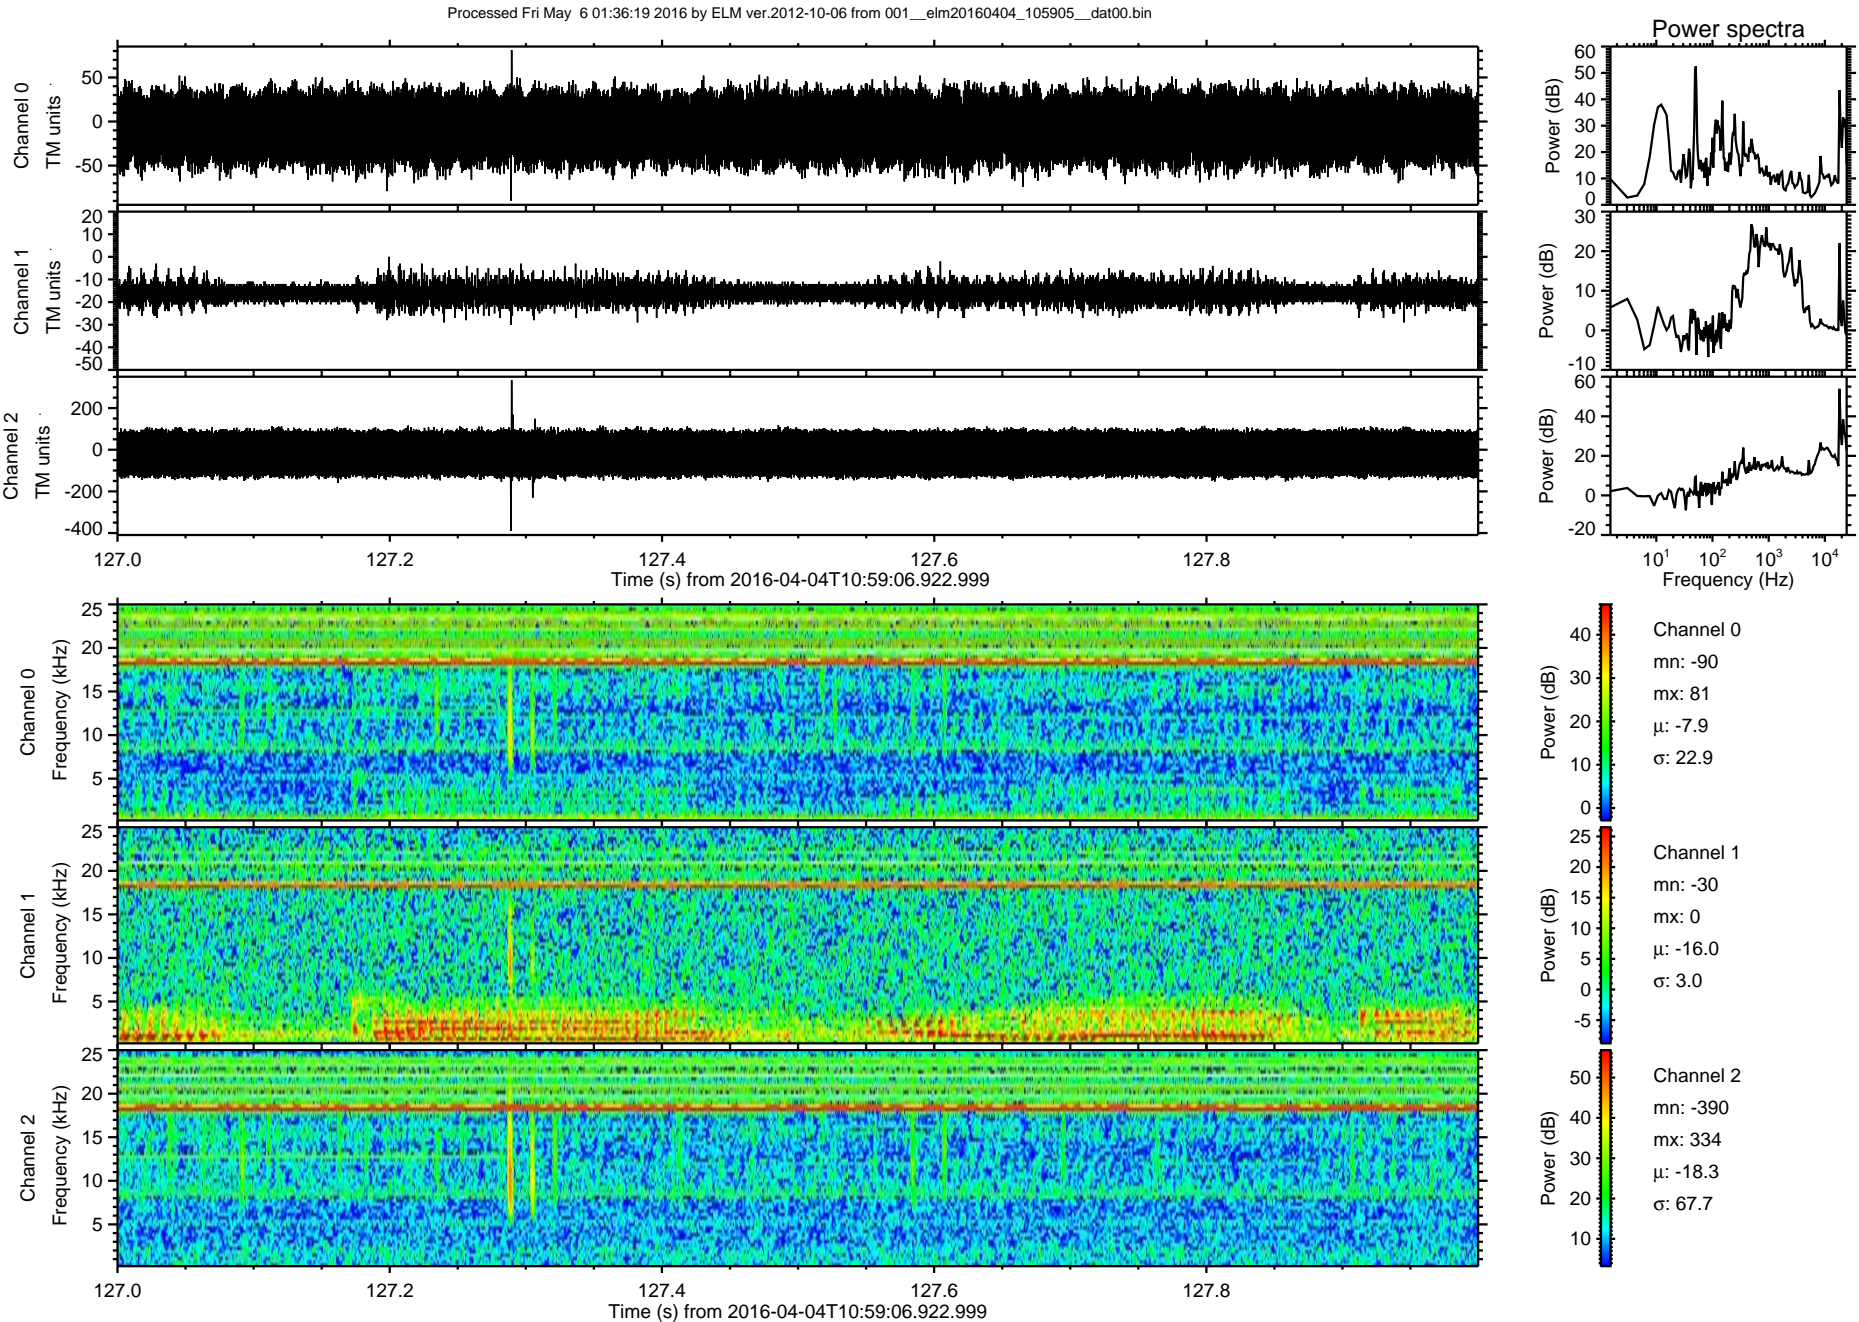 Processed Fri May  6 01:36:19 2016 by ELM ver.2012-10-06 from 001__elm20160404_105905__dat00.bin
Power spectra
Channel 0
TM units
50
0
-50
Power (dB)
60
50
40
30
20
10
0
Channel 1
TM units
20
10
0
-10
-20
-30
-40
-50
Power (dB)
30
20
10
0
-10
Channel 2
TM units
200
0
-200
-400
Power (dB)
60
40
20
0
-20
127.0 127.2 127.4 127.6 127.8
Time (s) from 2016-04-04T10:59:06.922.999
10^1 10^2 10^3 10^4
Frequency (Hz)
Channel 0
Frequency (kHz)
25
20
15
10
5
Power (dB)
40
30
20
10
0
Channel 0
mn: -90
mx: 81
μ: -7.9
σ: 22.9
Channel 1
Frequency (kHz)
25
20
15
10
5
Power (dB)
25
20
15
10
5
0
-5
Channel 1
mn: -30
mx: 0
μ: -16.0
σ: 3.0
Channel 2
Frequency (kHz)
25
20
15
10
5
Power (dB)
50
40
30
20
10
Channel 2
mn: -390
mx: 334
μ: -18.3
σ: 67.7
127.0 127.2 127.4 127.6 127.8
Time (s) from 2016-04-04T10:59:06.922.999